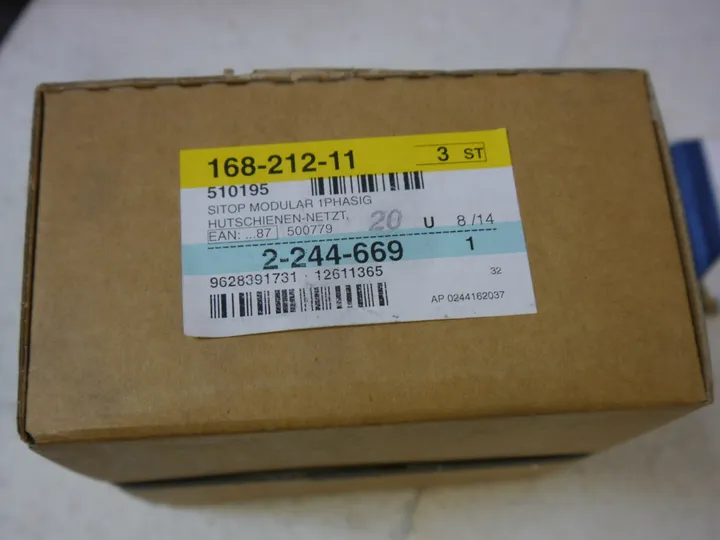 168-212-11 3 ST
510195
SITOP MODULAR 1PHASIG
HUTSCHIENEN-NETZT,
EAN: ...87 500779 20 U 8/14
2-244-669 1
9628391731 12611365 32
AP 0244162037